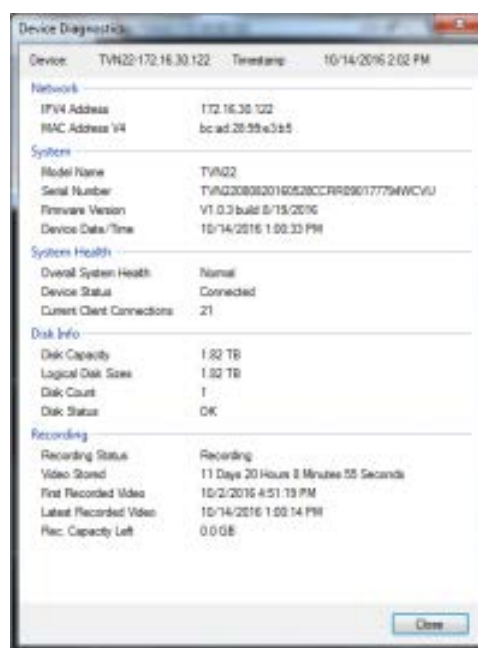 Device Diagnostics
Device: TVN22-172.16.30.122 Timestamp 10/14/2016 2:02 PM
Network
IPV4 Address 172.16.30.122
MAC Address V4
System
Model Name TVN22
Serial Number
Firmware Version V1.0.3 build
Device Date/Time 10/14/2016 1:00:33 PM
System Health
Overall System Health Normal
Device Status Connected
Current Client Connections 21
Disk Info
Disk Capacity 1.82 TB
Logical Disk Sizes 1.82 TB
Disk Count 1
Disk Status OK
Recording
Recording Status Recording
Video Stored 11 Days 20 Hours 8 Minutes 55 Seconds
First Recorded Video 10/2/2016 4:51:19 PM
Latest Recorded Video 10/14/2016 1:00:14 PM
Rec. Capacity Left 0.0 GB
Close